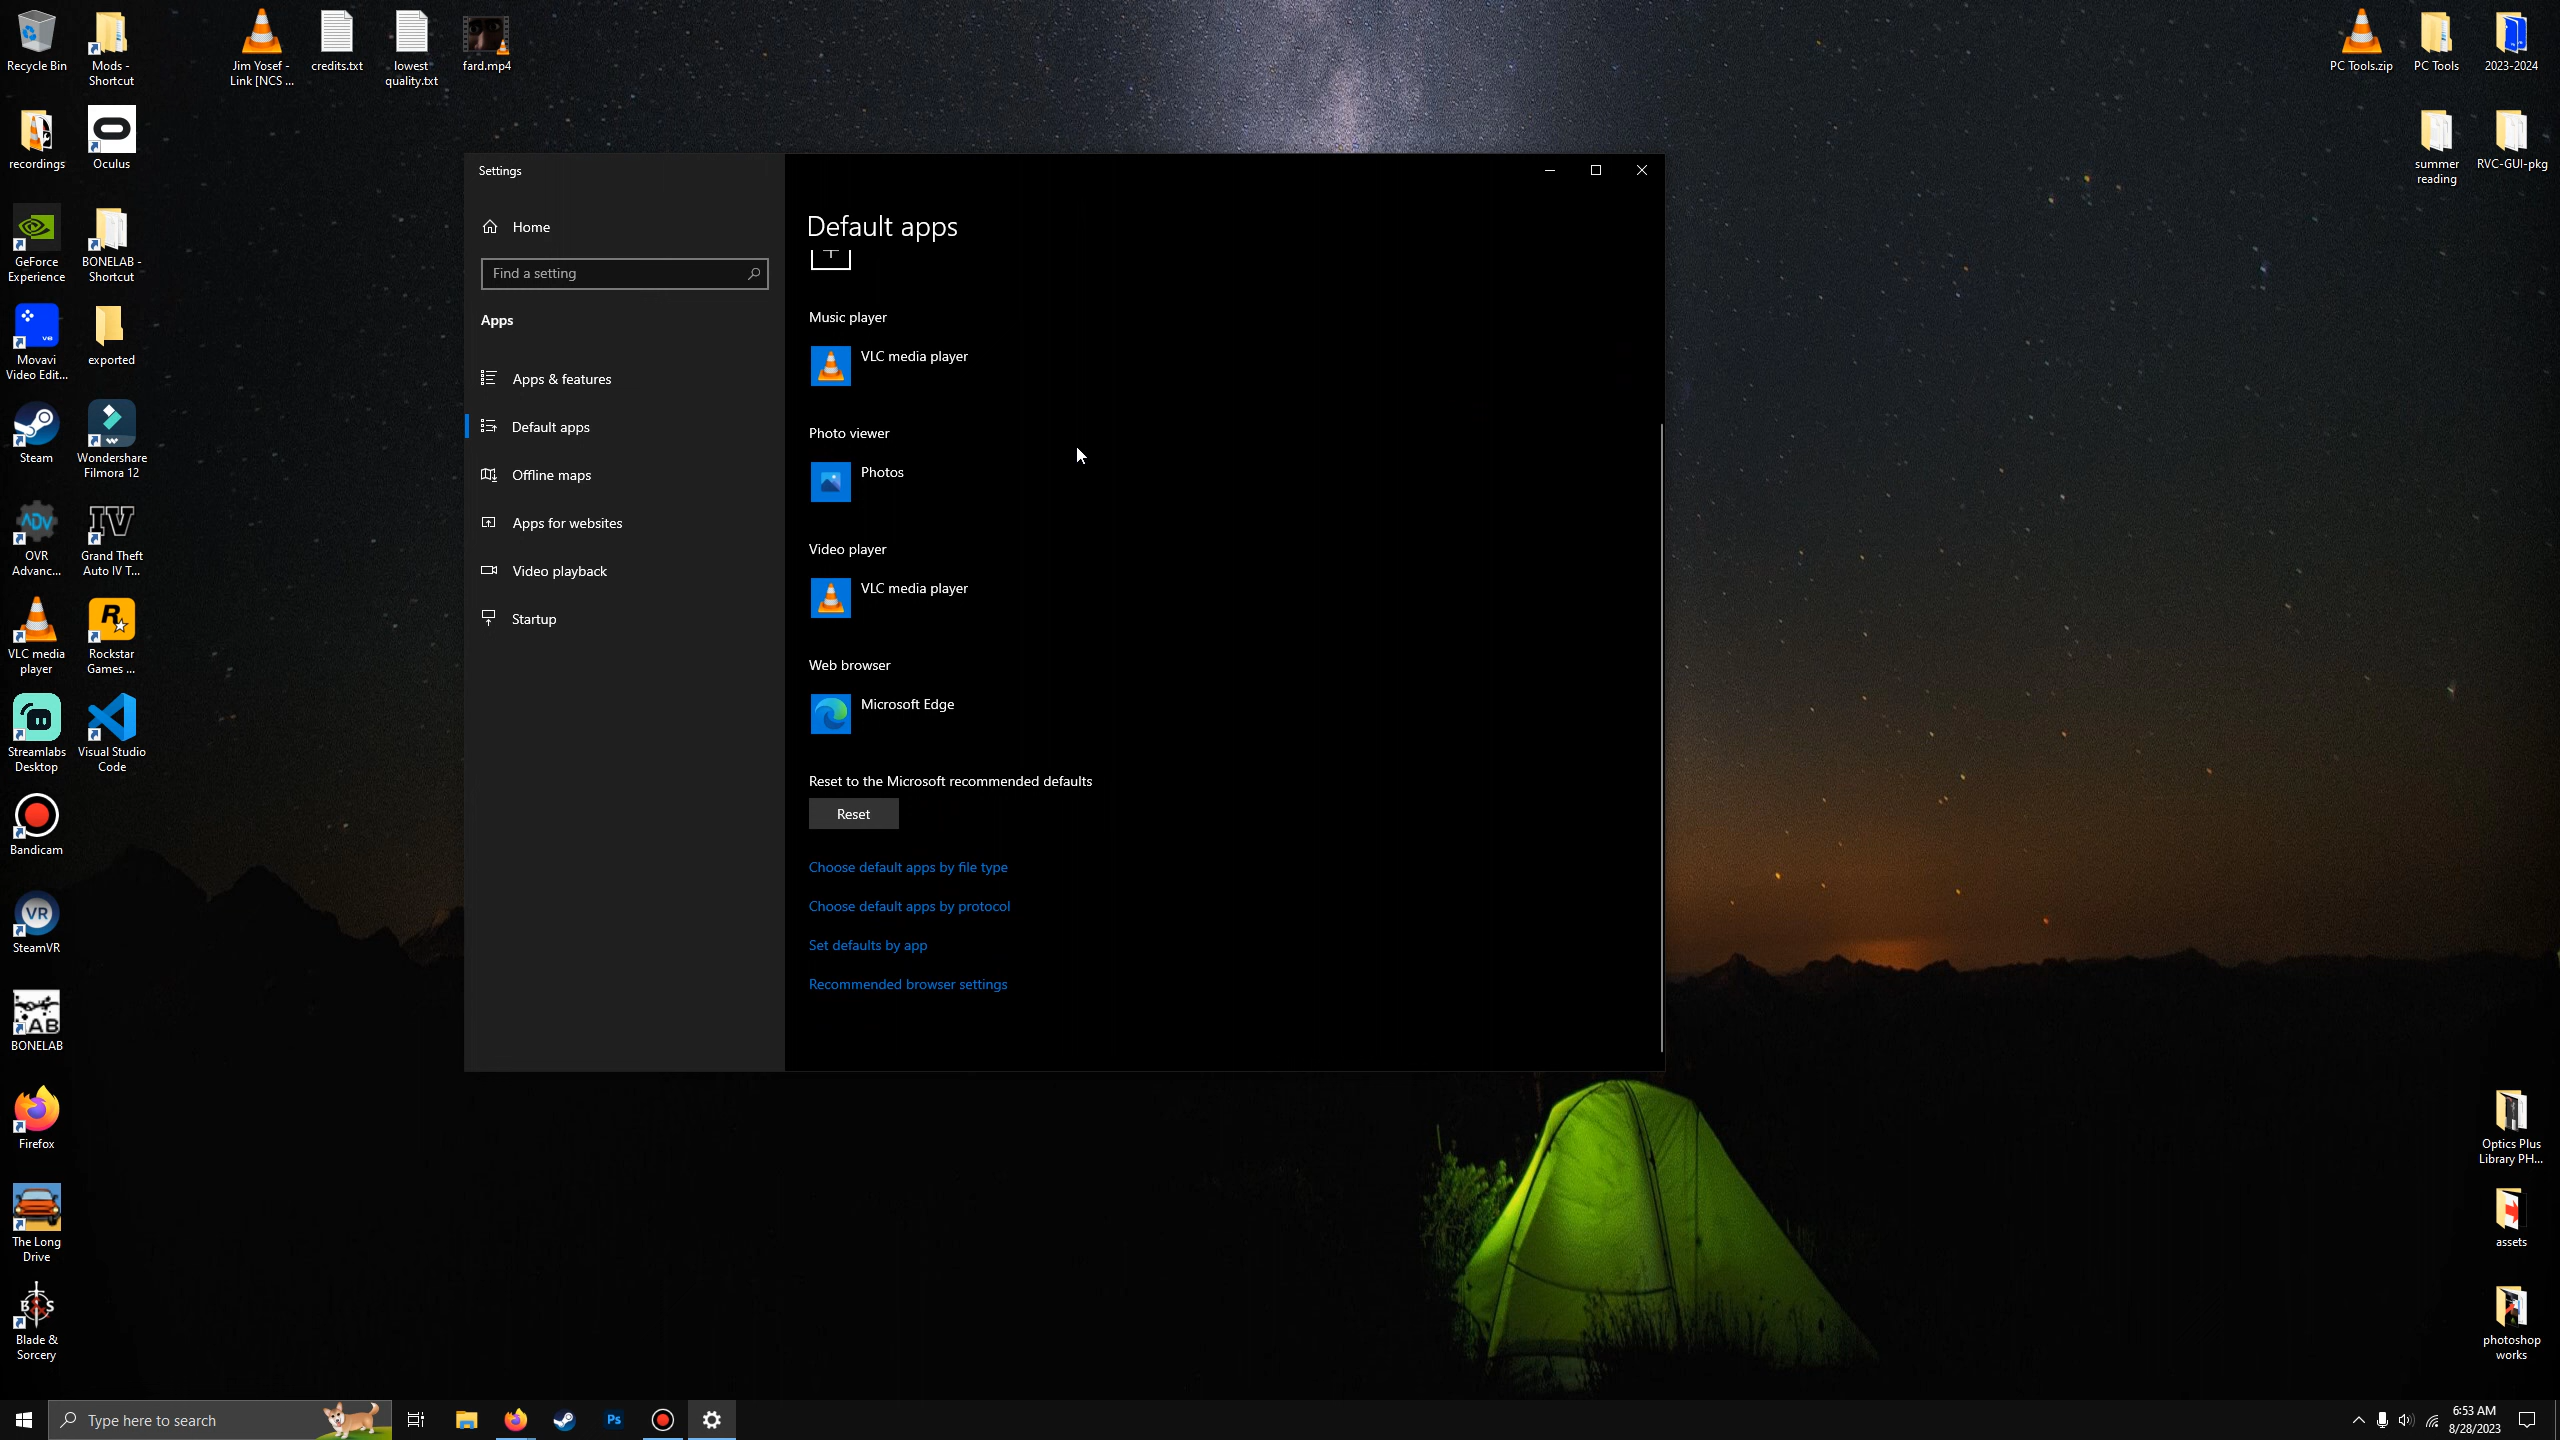 Recycle Bin
Mods -
Shortcut
Jim Yosef -
Link [NCS ...
credits.txt
lowest
quality.txt
fard.mp4
PC Tools.zip
PC Tools
2023-2024
recordings
Oculus
summer
reading
RVC-GUI-pkg
GeForce
Experience
BONELAB -
Shortcut
Movavi
Video Edit...
exported
Steam
Wondershare
Filmora 12
OVR
Advanc...
Grand Theft
Auto IV T...
VLC media
player
Rockstar
Games ...
Streamlabs
Desktop
Visual Studio
Code
Bandicam
SteamVR
BONELAB
Firefox
The Long
Drive
Blade &
Sorcery
Settings
Home
Find a setting
Apps
Apps & features
Default apps
Offline maps
Apps for websites
Video playback
Startup
Default apps
Music player
VLC media player
Photo viewer
Photos
Video player
VLC media player
Web browser
Microsoft Edge
Reset to the Microsoft recommended defaults
Reset
Choose default apps by file type
Choose default apps by protocol
Set defaults by app
Recommended browser settings
Optics Plus
Library PH...
assets
photoshop
works
ADV
IV
R
VR
AB
B&S
Type here to search
Ps
6:53 AM
8/28/2023